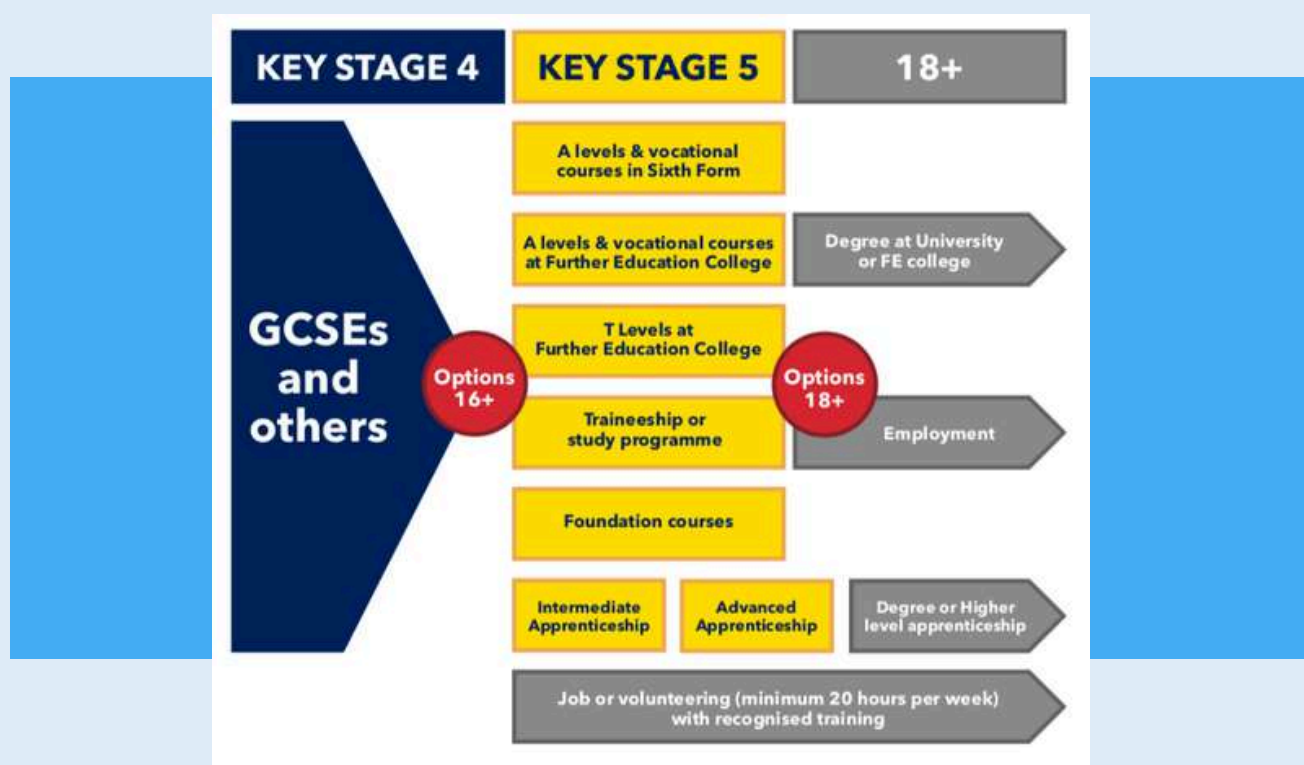 KEY STAGE 4
KEY STAGE 5
18+
GCSEs
and
others
Options
16+
A levels & vocational
courses in Sixth Form
A levels & vocational courses
at Further Education College
T Levels at
Further Education College
Traineeship or
study programme
Foundation courses
Intermediate
Apprenticeship
Advanced
Apprenticeship
Options
18+
Degree at University
or FE college
Employment
Degree or Higher
level apprenticeship
Job or volunteering (minimum 20 hours per week)
with recognised training